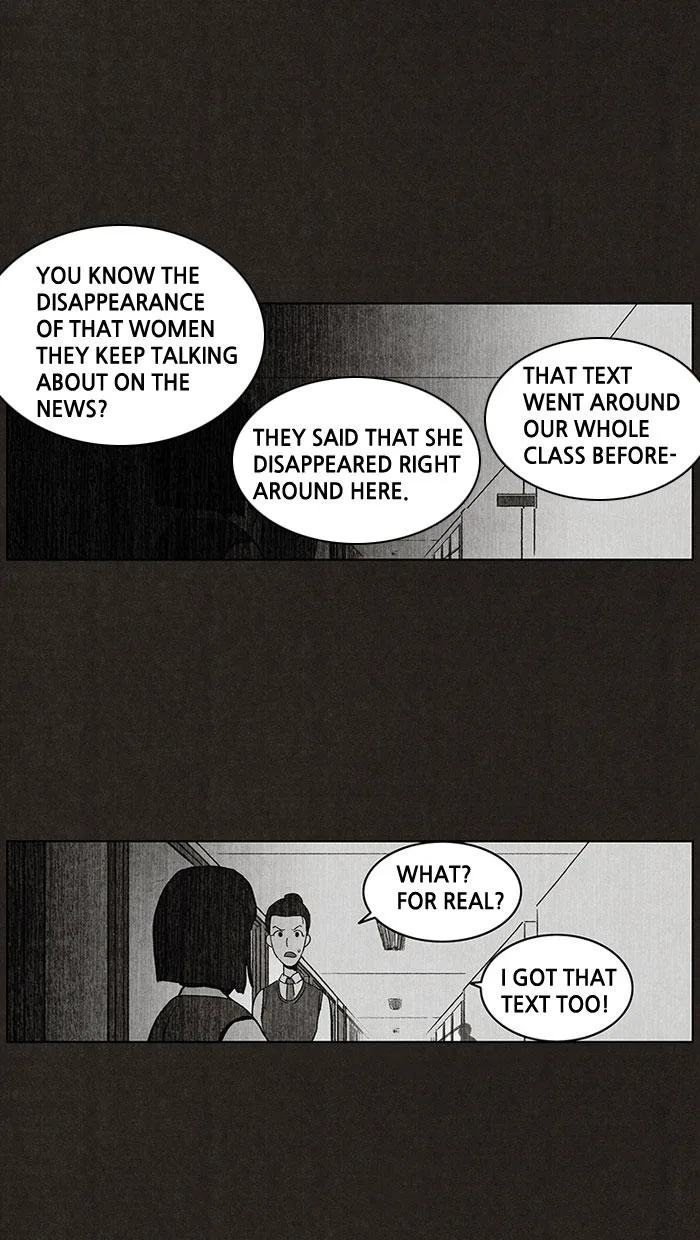 YOU KNOW THE
DISAPPEARANCE
OF THAT WOMEN
THEY KEEP TALKING
ABOUT ON THE
NEWS?
THEY SAID THAT SHE
DISAPPEARED RIGHT
AROUND HERE.
THAT TEXT
WENT AROUND
OUR WHOLE
CLASS BEFORE-
WHAT?
FOR REAL?
I GOT THAT
TEXT TOO!